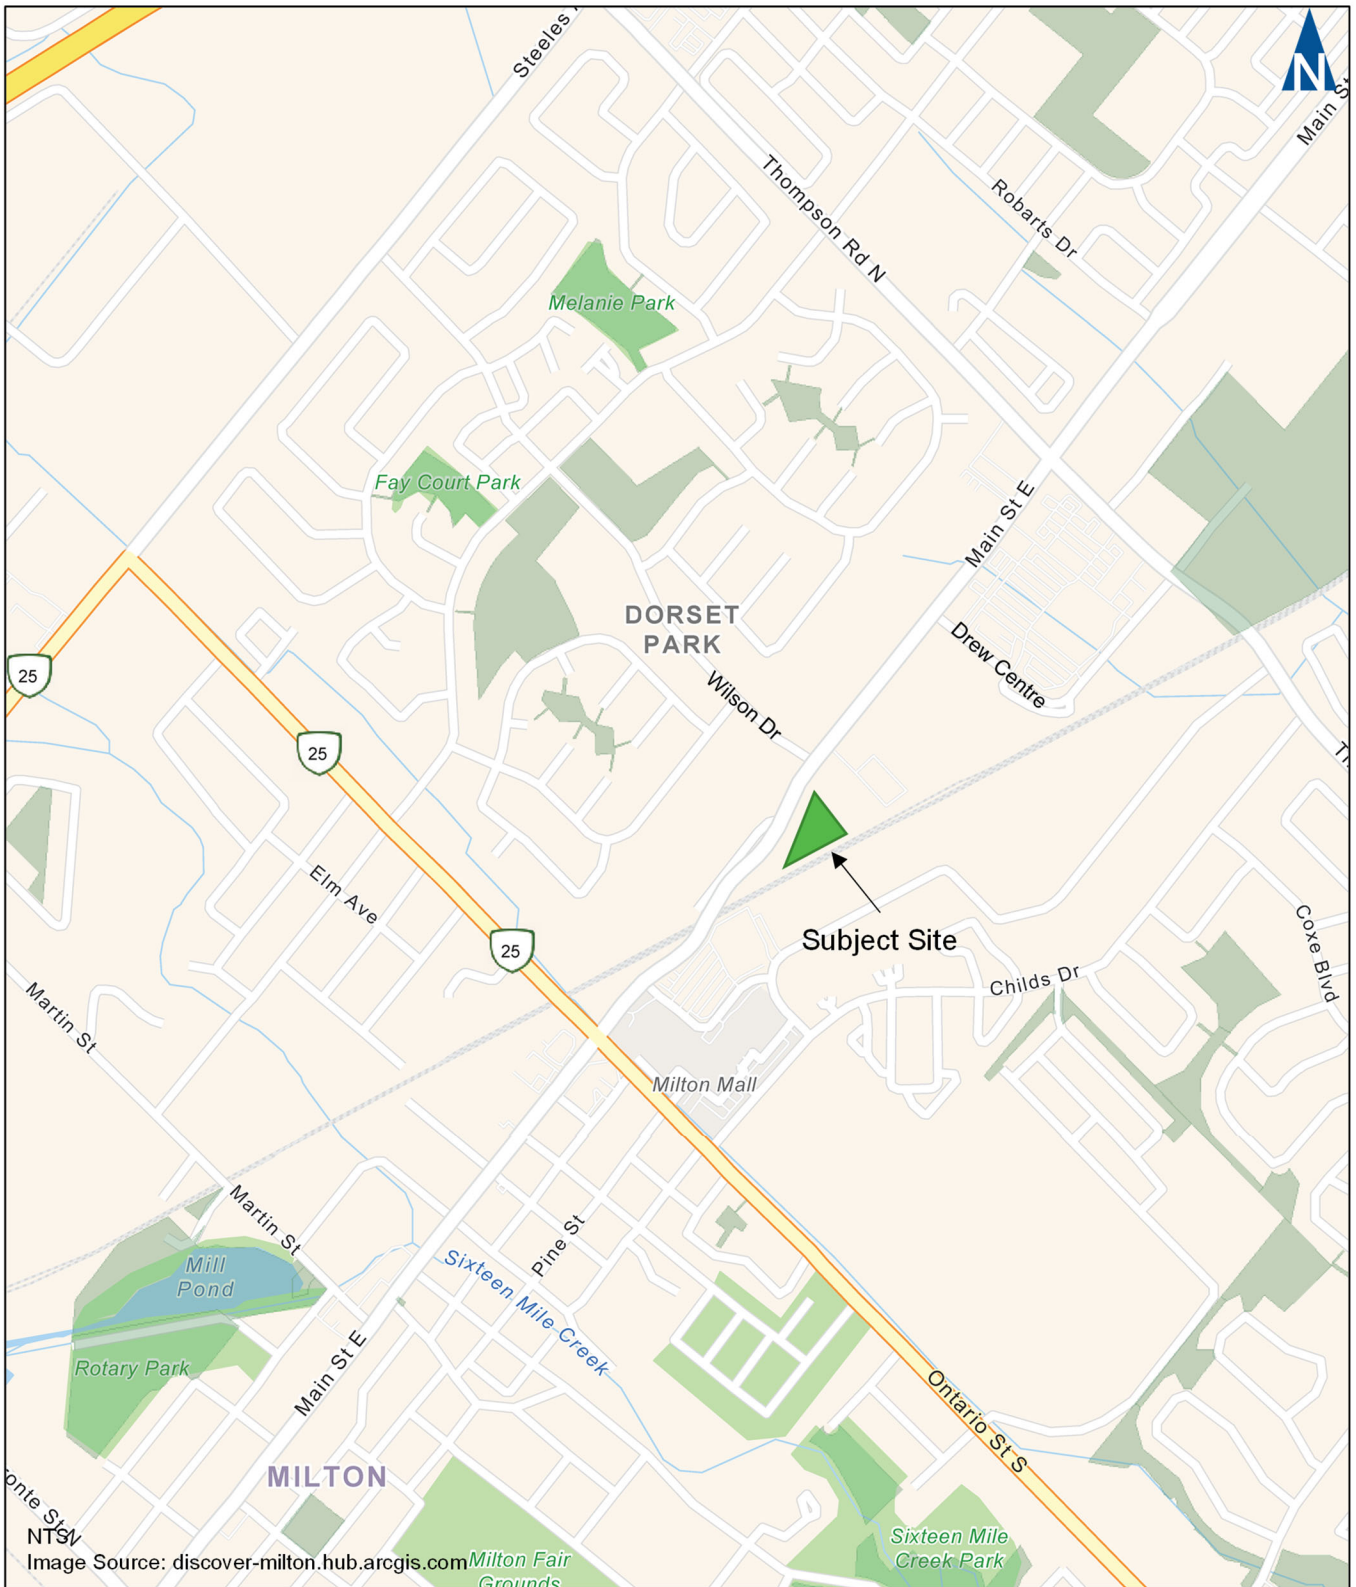 Steeles
N
Main St
Thompson Rd N
Robarts Dr
Melanie Park
Fay Court Park
Main St E
DORSET
PARK
Drew Centre
25
Wilson Dr
25
Elm Ave
Coxe Blvd
Subject Site
25
Childs Dr
Martin St
Milton Mall
Martin St
Pine St
Mill
Pond
Sixteen Mile Creek
Rotary Park
Main St E
Ontario St S
MILTON
onte St N
NTS
Sixteen Mile
Creek Park
Image Source: discover-milton.hub.arcgis.com
Milton Fair
Grounds